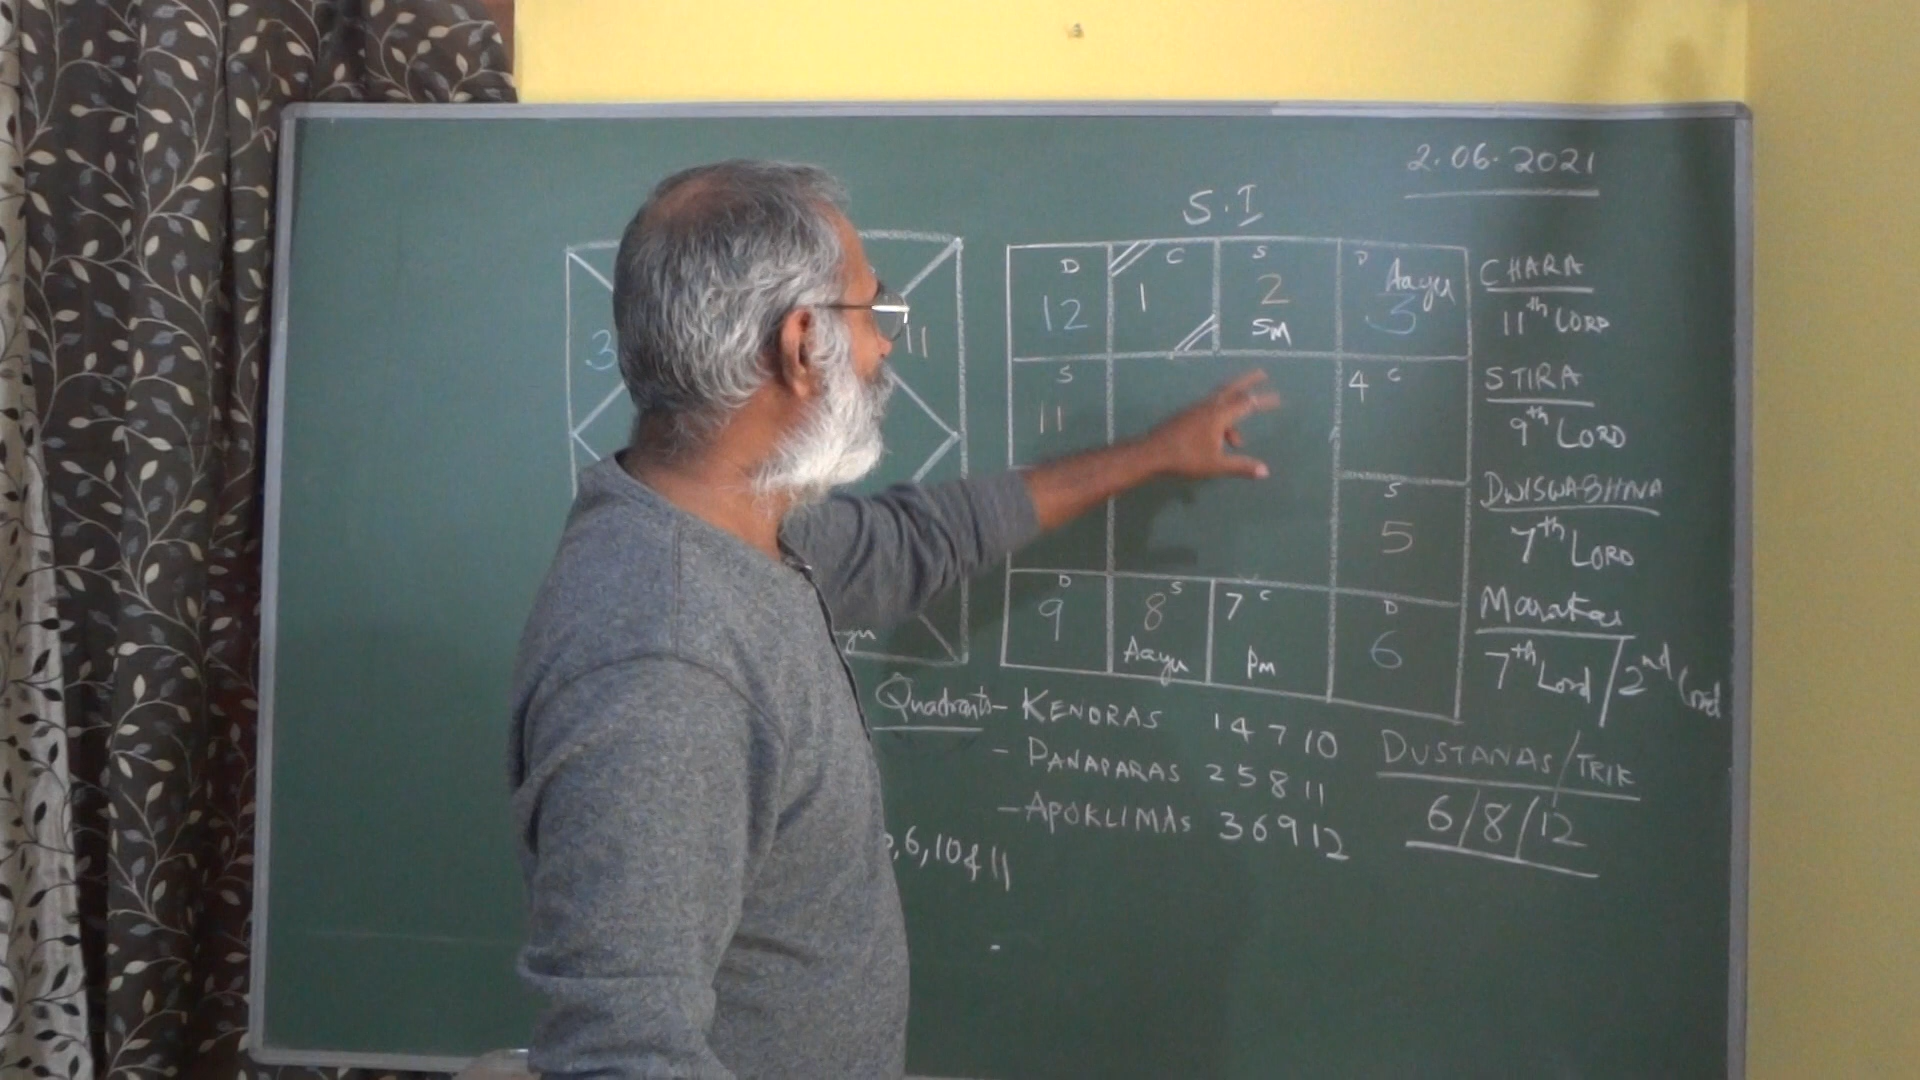 2.06.2021
S.I
3
11
D C S D Aayu
12 1 2 3
SM
S 4 C
11
S
5
D S 7 C D
9 8 6
Aayu PM
CHARA
11th LORD
STIRA
9th LORD
DWISWABHAVA
7th LORD
Marakas
7th Lord / 2nd Lord
Quadrants - KENDRAS 1 4 7 10
- PANAPARAS 2 5 8 11
- APOKLIMAS 3 6 9 12
DUSTANAS / TRIK
6/8/12
,6,10 & 11